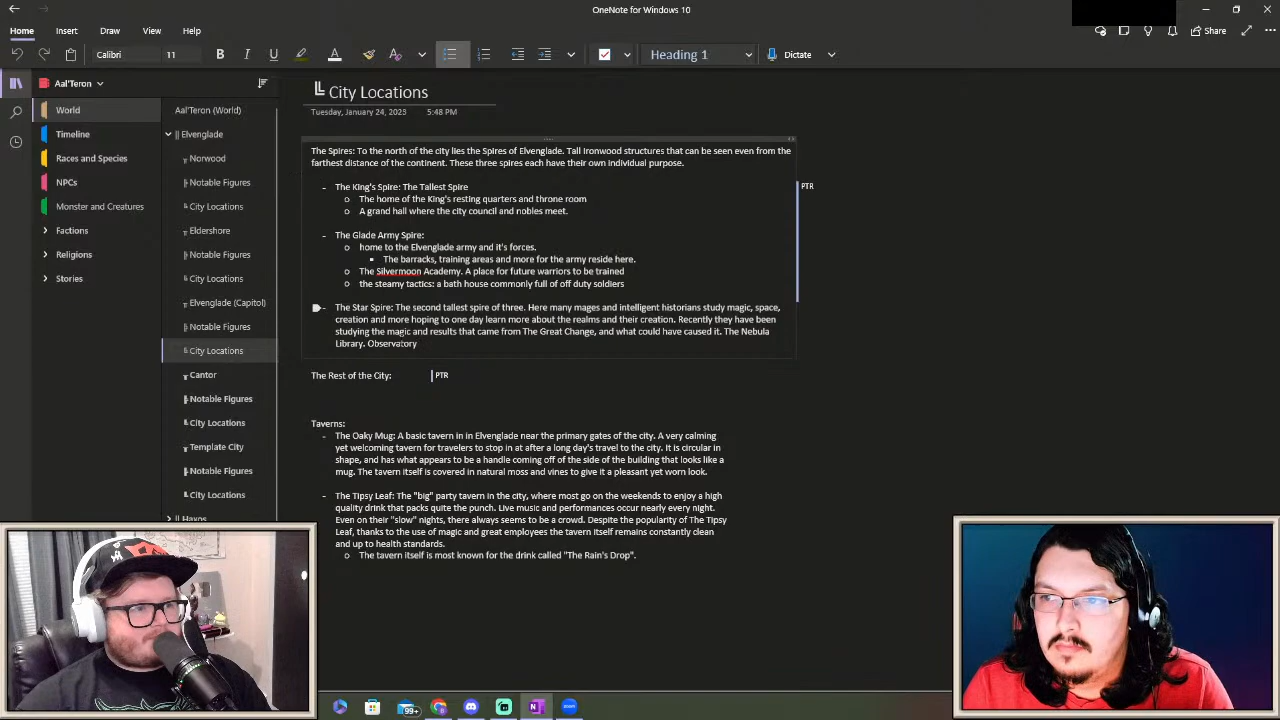 OneNote for Windows 10
Home Insert Draw View Help
Share
Calibri 11 B I U A Heading 1 Dictate
Aal'Teron
World
Timeline
Races and Species
NPCs
Monster and Creatures
Factions
Religions
Stories
Aal'Teron (World)
Elvenglade
Norwood
Notable Figures
City Locations
Eldershore
Notable Figures
City Locations
Elvenglade (Capitol)
Notable Figures
City Locations
Cantor
Notable Figures
City Locations
Template City
Notable Figures
City Locations
Haxos
City Locations
Tuesday, January 24, 2023 5:48 PM
The Spires: To the north of the city lies the Spires of Elvenglade. Tall Ironwood structures that can be seen even from the
farthest distance of the continent. These three spires each have their own individual purpose.
- The King's Spire: The Tallest Spire
o The home of the King's resting quarters and throne room
o A grand hall where the city council and nobles meet.
- The Glade Army Spire:
o home to the Elvenglade army and it's forces.
▪ The barracks, training areas and more for the army reside here.
o The Silvermoon Academy. A place for future warriors to be trained
o the steamy tactics: a bath house commonly full of off duty soldiers
- The Star Spire: The second tallest spire of three. Here many mages and intelligent historians study magic, space,
creation and more hoping to one day learn more about the realms and their creation. Recently they have been
studying the magic and results that came from The Great Change, and what could have caused it. The Nebula
Library. Observatory
PTR
The Rest of the City: PTR
Taverns:
- The Oaky Mug: A basic tavern in in Elvenglade near the primary gates of the city. A very calming
yet welcoming tavern for travelers to stop in at after a long day's travel to the city. It is circular in
shape, and has what appears to be a handle coming off of the side of the building that looks like a
mug. The tavern itself is covered in natural moss and vines to give it a pleasant yet worn look.
- The Tipsy Leaf: The "big" party tavern in the city, where most go on the weekends to enjoy a high
quality drink that packs quite the punch. Live music and performances occur nearly every night.
Even on their "slow" nights, there always seems to be a crowd. Despite the popularity of The Tipsy
Leaf, thanks to the use of magic and great employees the tavern itself remains constantly clean
and up to health standards.
o The tavern itself is most known for the drink called "The Rain's Drop".
99+
zoom